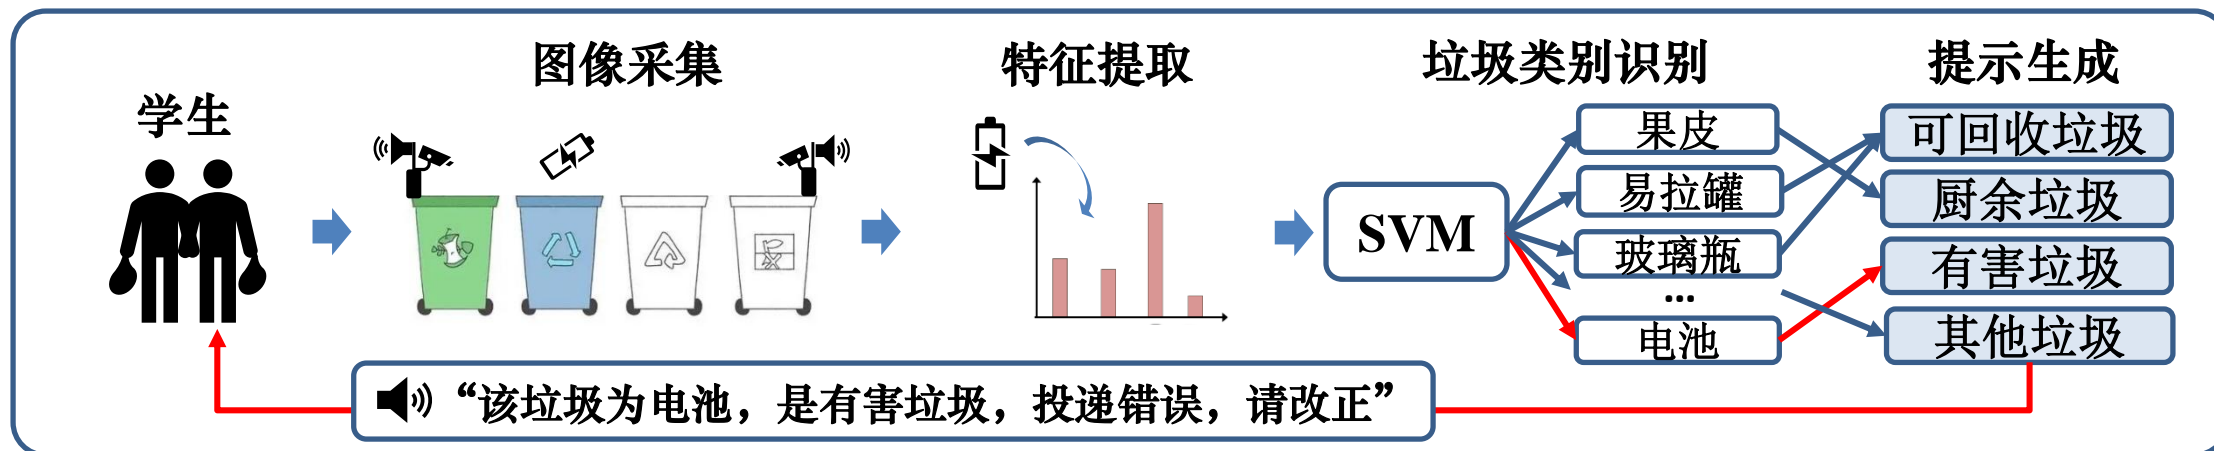 学生
图像采集
特征提取
垃圾类别识别
提示生成
SVM
果皮
易拉罐
玻璃瓶
...
电池
可回收垃圾
厨余垃圾
有害垃圾
其他垃圾
“该垃圾为电池，是有害垃圾，投递错误，请改正”